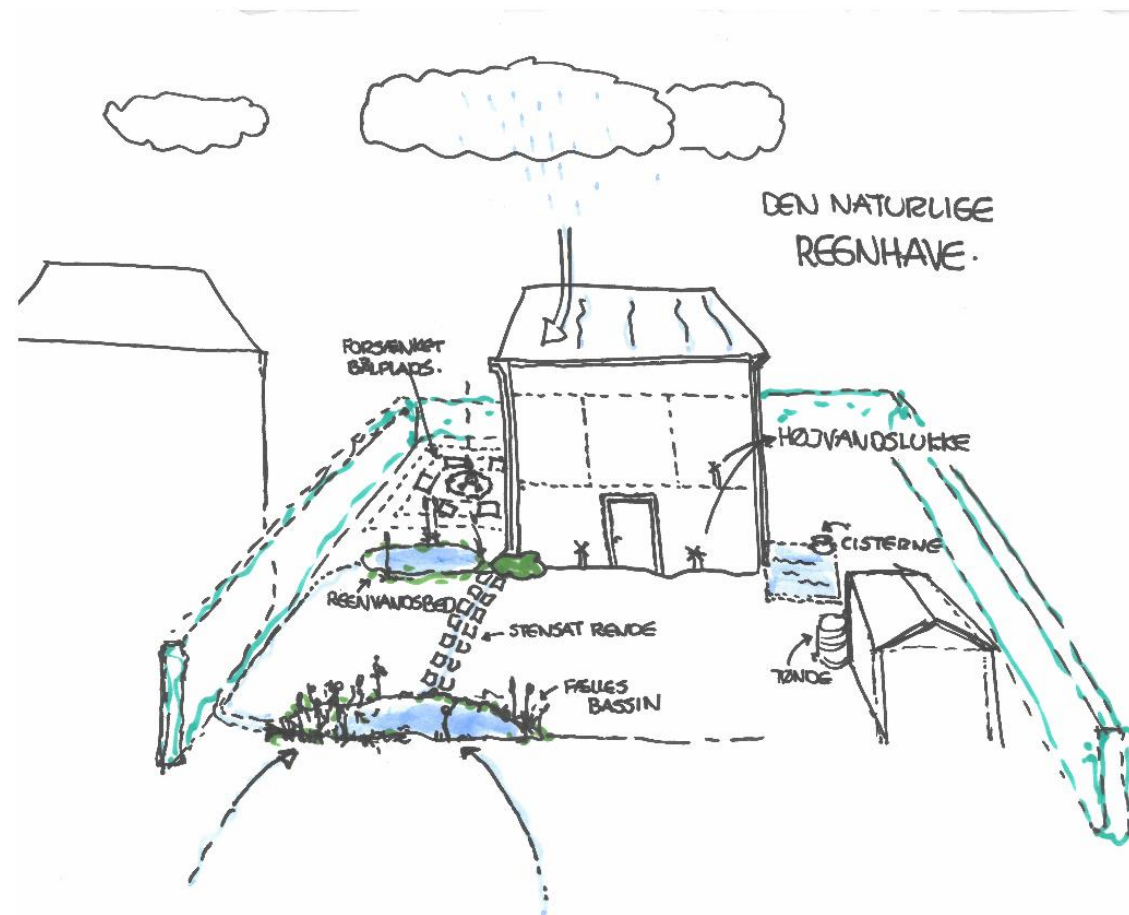 DEN NATURLIGE
REGNHAVE.
FORSÆNKET
BÅLPLADS.
HØJVANDSLUKKE
CISTERNE
REGNVANDSBED
STENSAT RENDE
TØNDE
FÆLLES
BASSIN